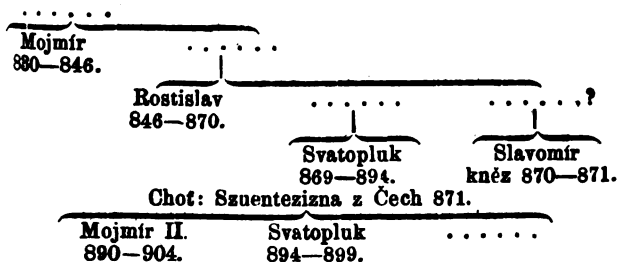 . . . . . .
Mojmír . . . . . .
830—846.
Rostislav . . . . . . . . . . . . ?
846—870.
Svatopluk Slavomír
869—894. kněz 870—871.
Choť: Szuentezizna z Čech 871.
Mojmír II. Svatopluk . . . . . .
890—904. 894—899.